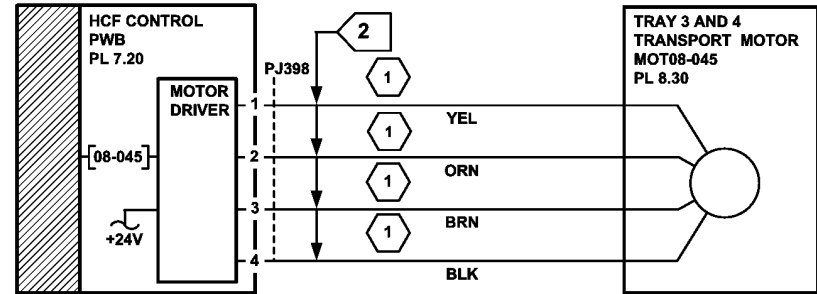 HCF CONTROL
PWB
PL 7.20
MOTOR
DRIVER
[08-045]
+24V
PJ398
2
1
1
YEL
1
2
ORN
1
3
BRN
1
4
BLK
TRAY 3 AND 4
TRANSPORT MOTOR
MOT08-045
PL 8.30